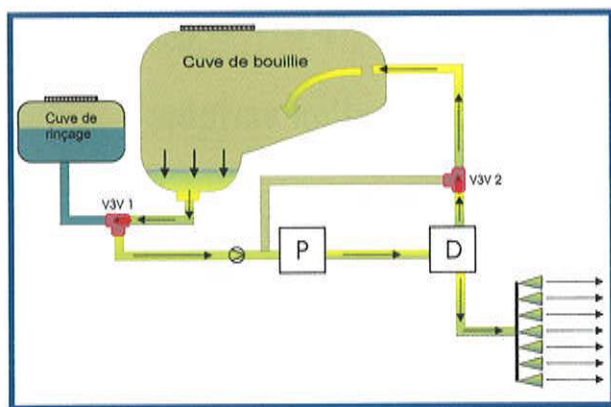 Cuve de bouillie
Cuve de
rinçage
V3V 1
V3V 2
P
D